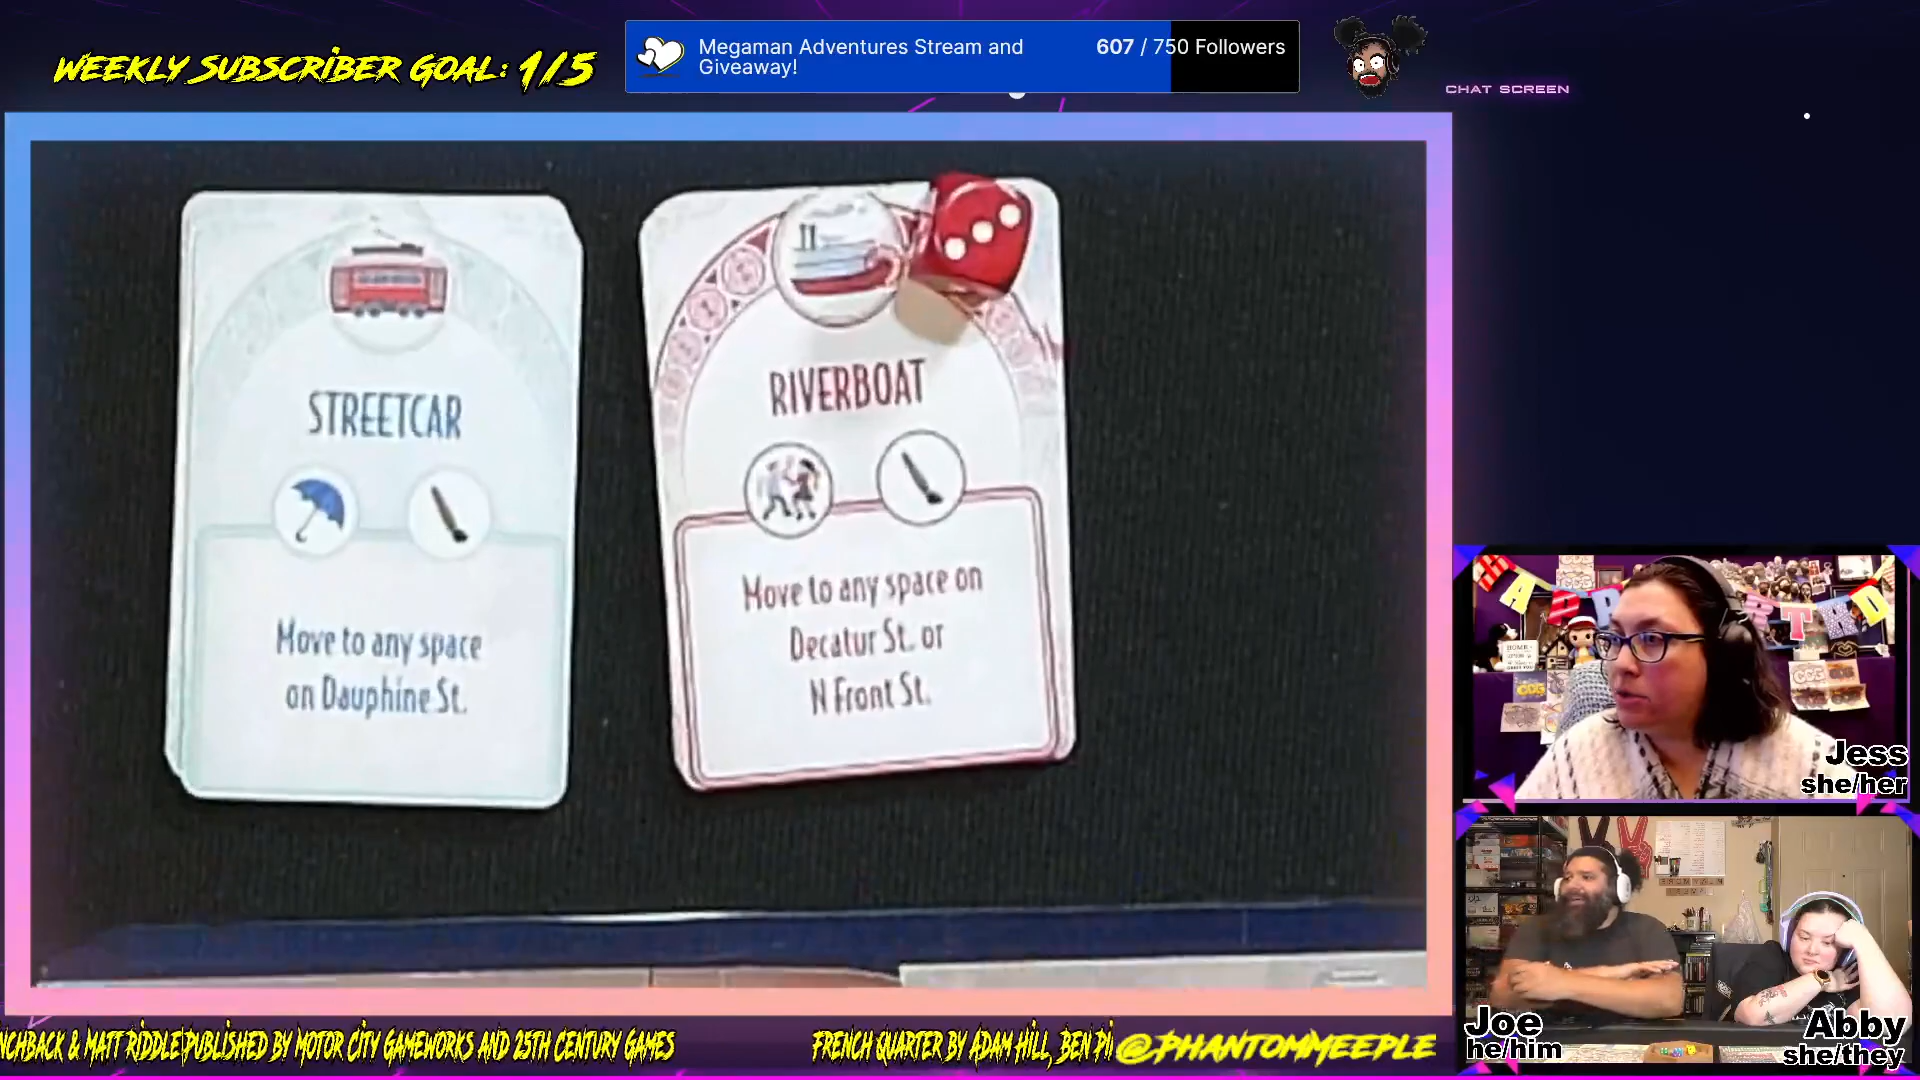 WEEKLY SUBSCRIBER GOAL: 1/5
Megaman Adventures Stream and
Giveaway!
607 / 750 Followers
CHAT SCREEN
STREETCAR
Move to any space
on Dauphine St.
RIVERBOAT
Move to any space on
Decatur St. or
N Front St.
Jess
she/her
Joe
he/him
Abby
she/they
NCHBACK & MATT RIDDLE|PUBLISHED BY MOTOR CITY GAMEWORKS AND 25TH CENTURY GAMES
FRENCH QUARTER BY ADAM HILL, BEN PI
@PHANTOMMEEPLE